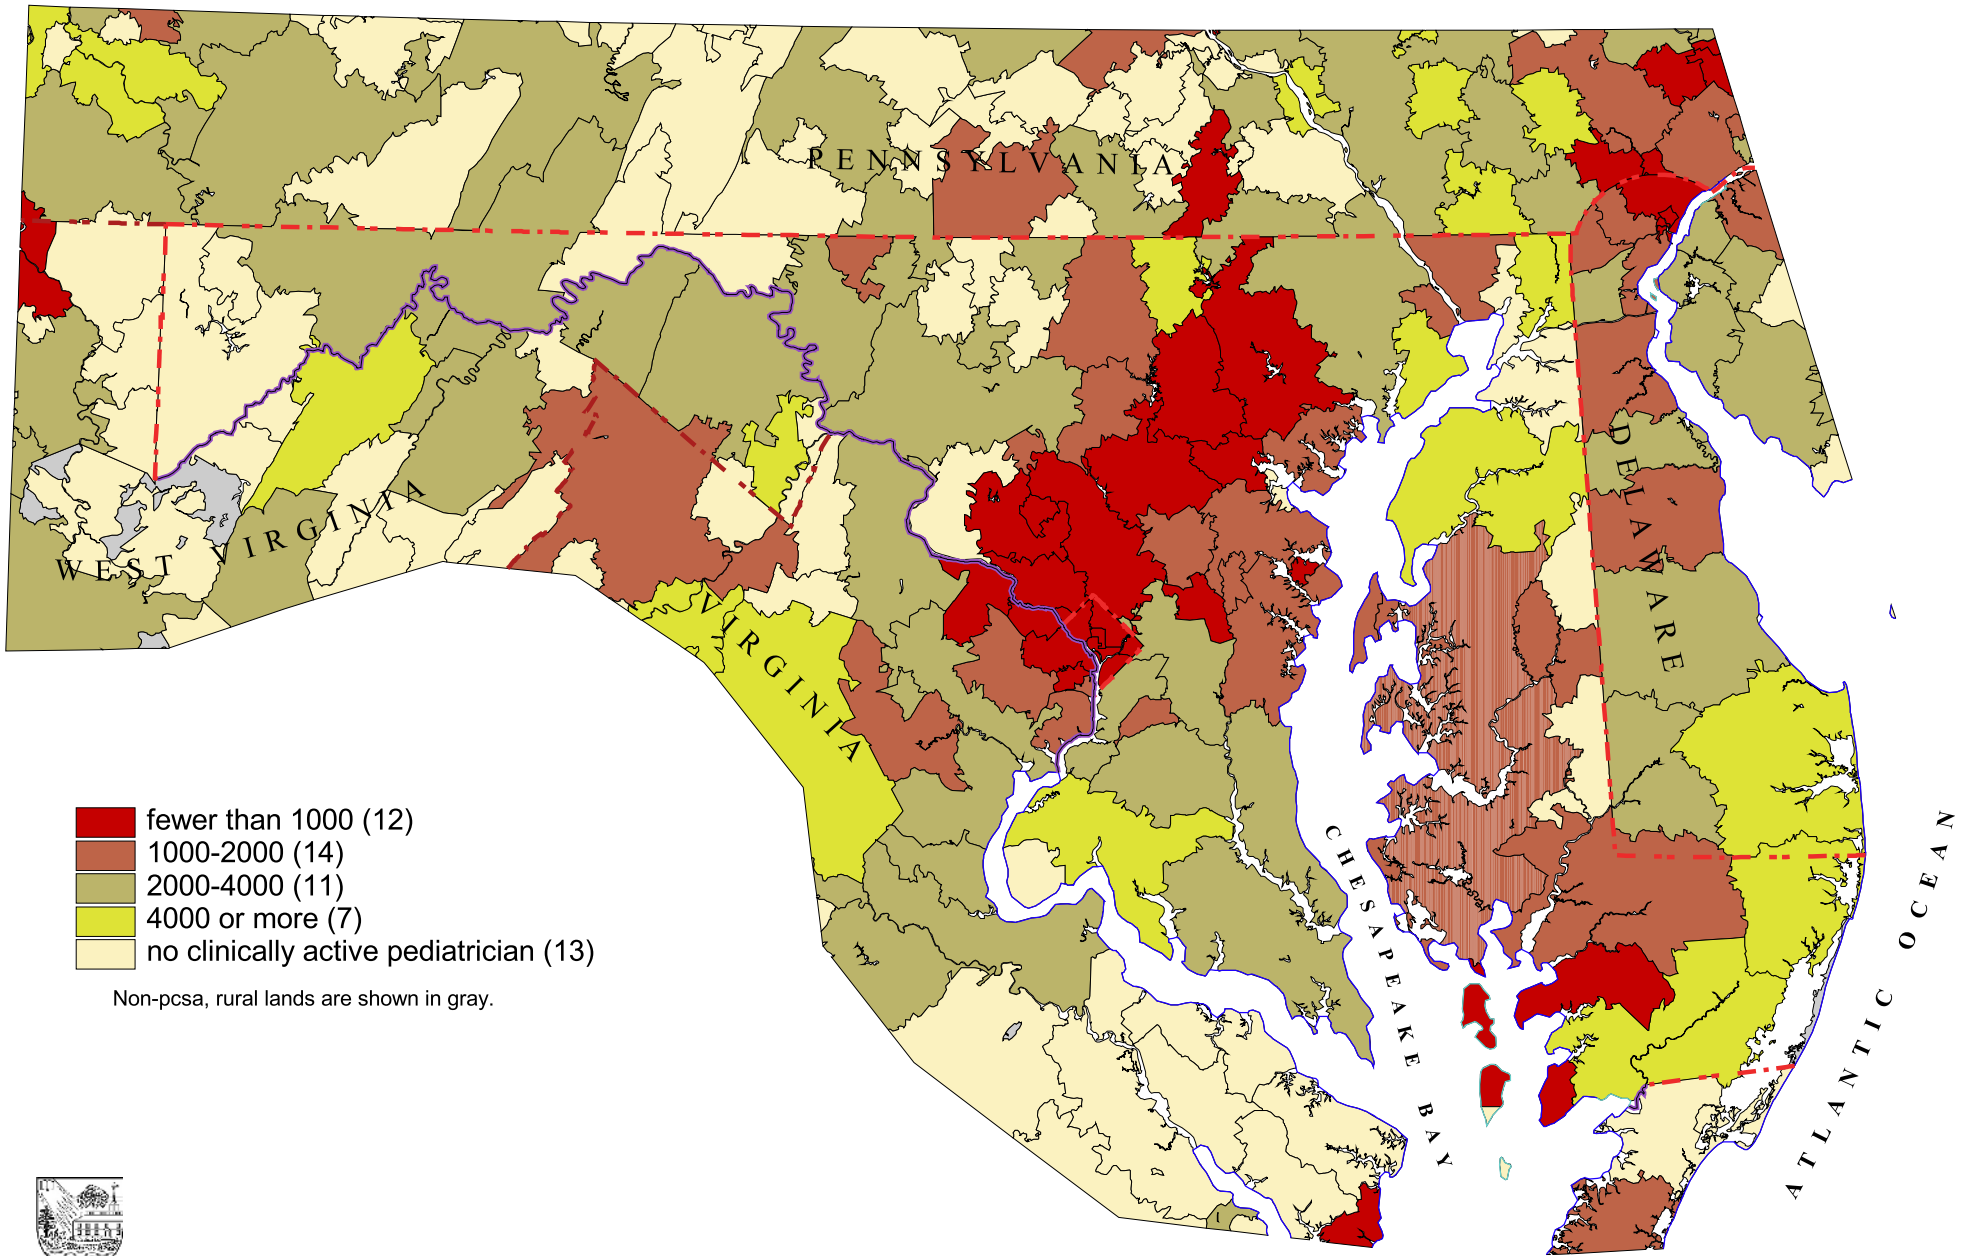 PENNSYLVANIA
WEST VIRGINIA
VIRGINIA
DELAWARE
CHESAPEAKE BAY
ATLANTIC OCEAN
fewer than 1000 (12)
1000-2000 (14)
2000-4000 (11)
4000 or more (7)
no clinically active pediatrician (13)
Non-pcsa, rural lands are shown in gray.